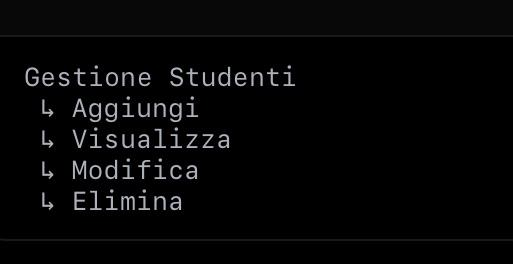 Gestione Studenti
↳ Aggiungi
↳ Visualizza
↳ Modifica
↳ Elimina